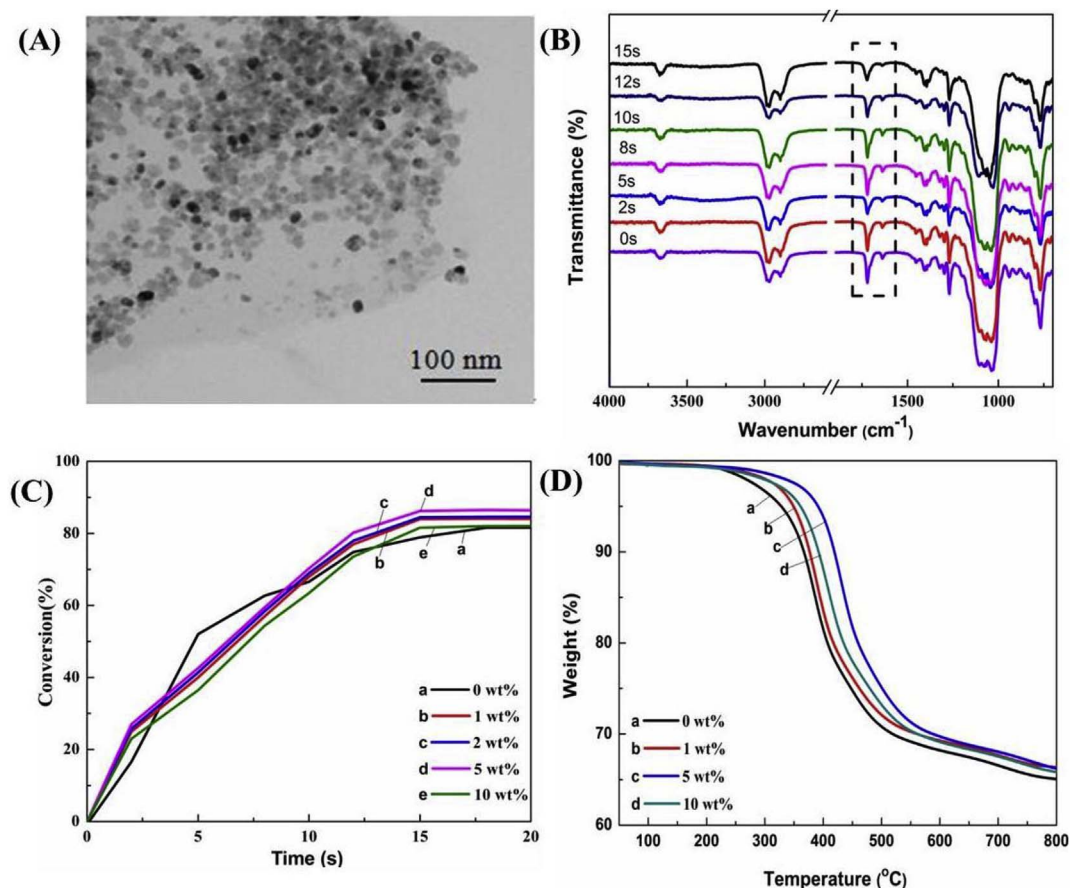 (A)
100 nm
(B)
15s
12s
10s
8s
5s
2s
0s
Transmittance (%)
4000 3500 3000 1500 1000
Wavenumber (cm-1)
(C)
100
80
60
40
20
0
Conversion(%)
d
c
b
e
a
a 0 wt%
b 1 wt%
c 2 wt%
d 5 wt%
e 10 wt%
0 5 10 15 20
Time (s)
(D)
100
90
80
70
60
Weight (%)
a
b
c
d
a 0 wt%
b 1 wt%
c 5 wt%
d 10 wt%
100 200 300 400 500 600 700 800
Temperature (oC)